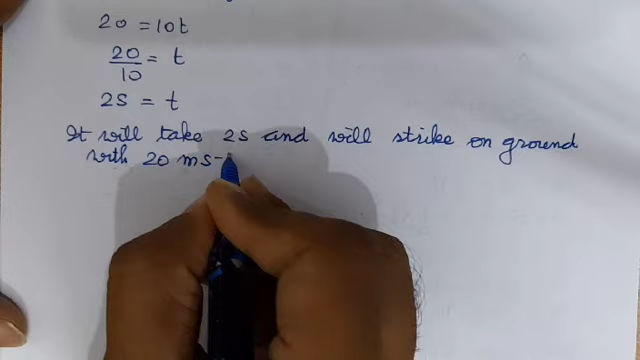 20 = 10t
20/10 = t
2s = t
It will take 2s and will strike on ground
with 20 ms-